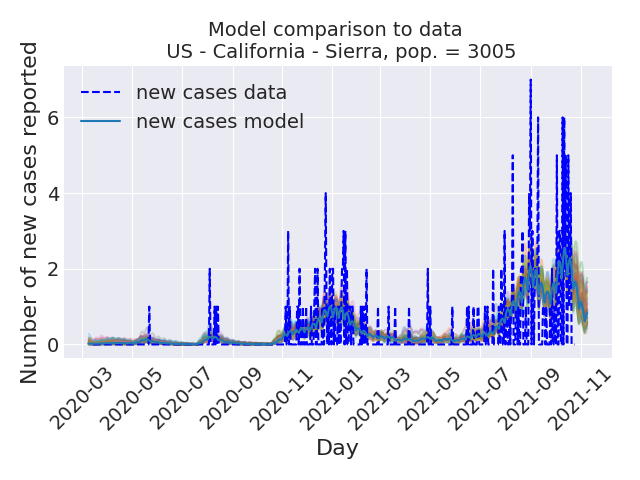 Model comparison to data
US - California - Sierra, pop. = 3005
Number of new cases reported
new cases data
new cases model
6
4
2
0
2020-03
2020-05
2020-07
2020-09
2020-11
2021-01
2021-03
2021-05
2021-07
2021-09
2021-11
Day